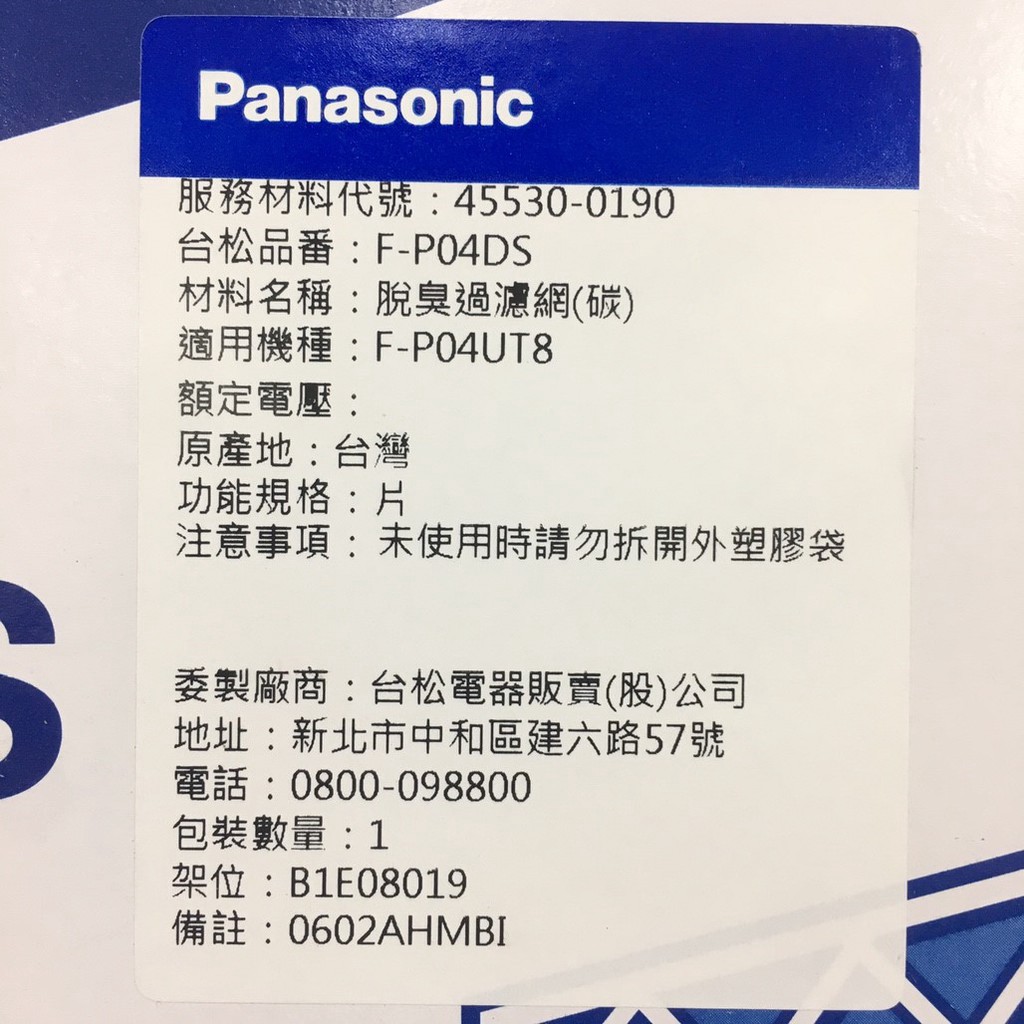 Panasonic
服務材料代號：45530-0190
台松品番：F-P04DS
材料名稱：脫臭過濾網(碳)
適用機種：F-P04UT8
額定電壓：
原產地：台灣
功能規格：片
注意事項：未使用時請勿拆開外塑膠袋
委製廠商：台松電器販賣(股)公司
地址：新北市中和區建六路57號
電話：0800-098800
包裝數量：1
架位：B1E08019
備註：0602AHMBI